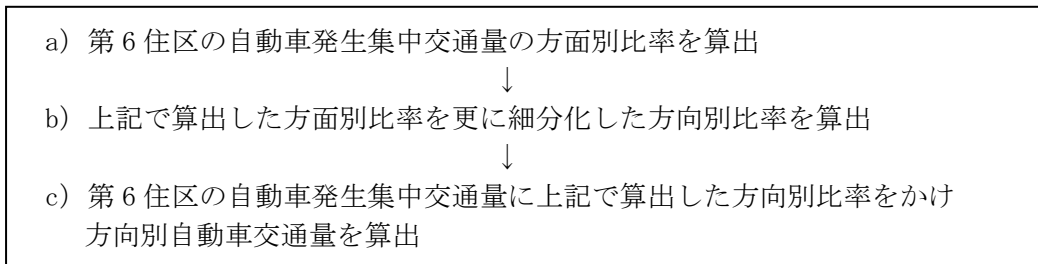 a) 第6住区の自動車発生集中交通量の方面別比率を算出
↓
b) 上記で算出した方面別比率を更に細分化した方向別比率を算出
↓
c) 第6住区の自動車発生集中交通量に上記で算出した方向別比率をかけ
方向別自動車交通量を算出